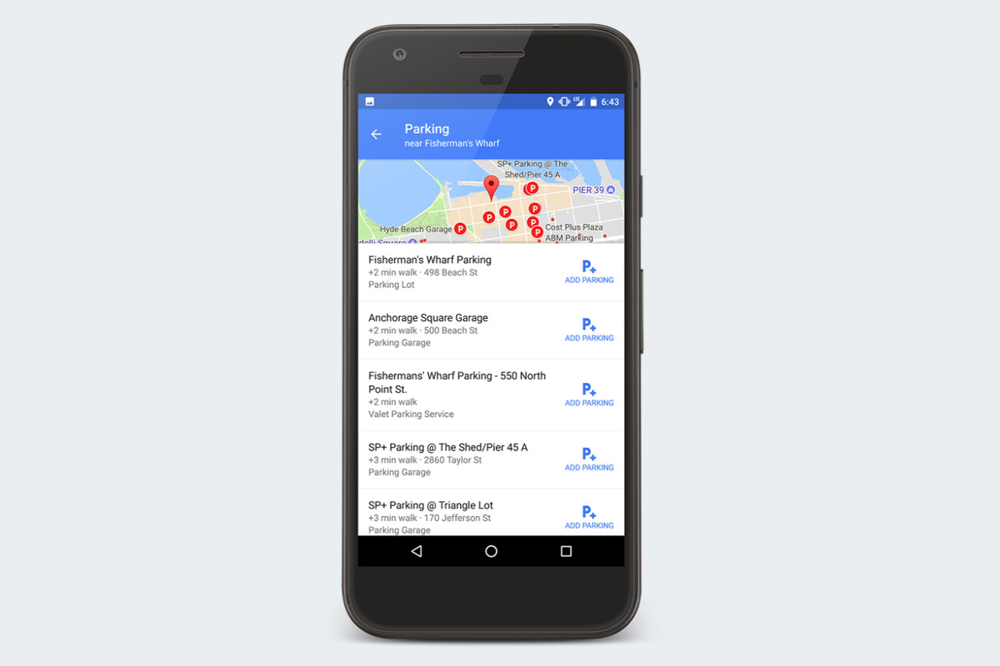 LTE 6:43
Parking
near Fisherman's Wharf
SP+ Parking @ The
Shed/Pier 45 A
PIER 39
Hyde Beach Garage
Cost Plus Plaza
ABM Parking
P
P
P
P
P
P
P
P
Fisherman's Wharf Parking
+2 min walk · 498 Beach St
Parking Lot
P+
ADD PARKING
Anchorage Square Garage
+2 min walk · 500 Beach St
Parking Garage
P+
ADD PARKING
Fishermans' Wharf Parking - 550 North
Point St.
+2 min walk
Valet Parking Service
P+
ADD PARKING
SP+ Parking @ The Shed/Pier 45 A
+3 min walk · 2860 Taylor St
Parking Garage
P+
ADD PARKING
SP+ Parking @ Triangle Lot
+3 min walk · 170 Jefferson St
Parking Garage
P+
ADD PARKING